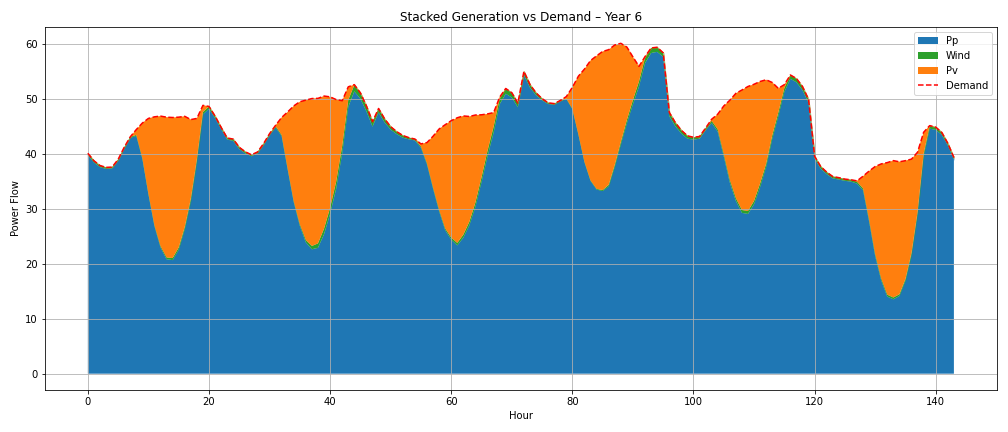 Stacked Generation vs Demand – Year 6
Pp
Wind
Pv
Demand
Power Flow
60
50
40
30
20
10
0
0 20 40 60 80 100 120 140
Hour